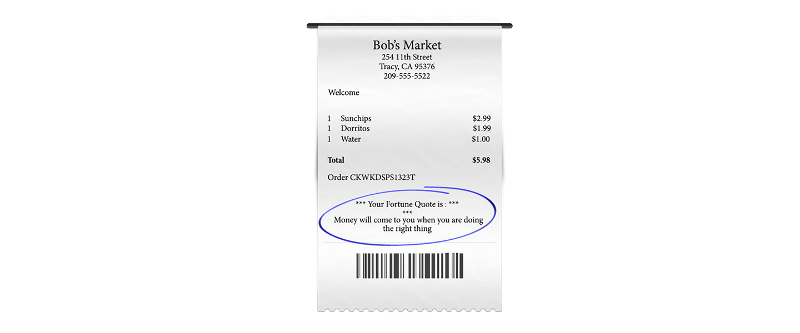 Bob's Market
254 11th Street
Tracy, CA 95376
209-555-5522
Welcome
1 Sunchips $2.99
1 Dorritos $1.99
1 Water $1.00
Total $5.98
Order CKWKDSPS1323T
*** Your Fortune Quote is : ***
***
Money will come to you when you are doing
the right thing